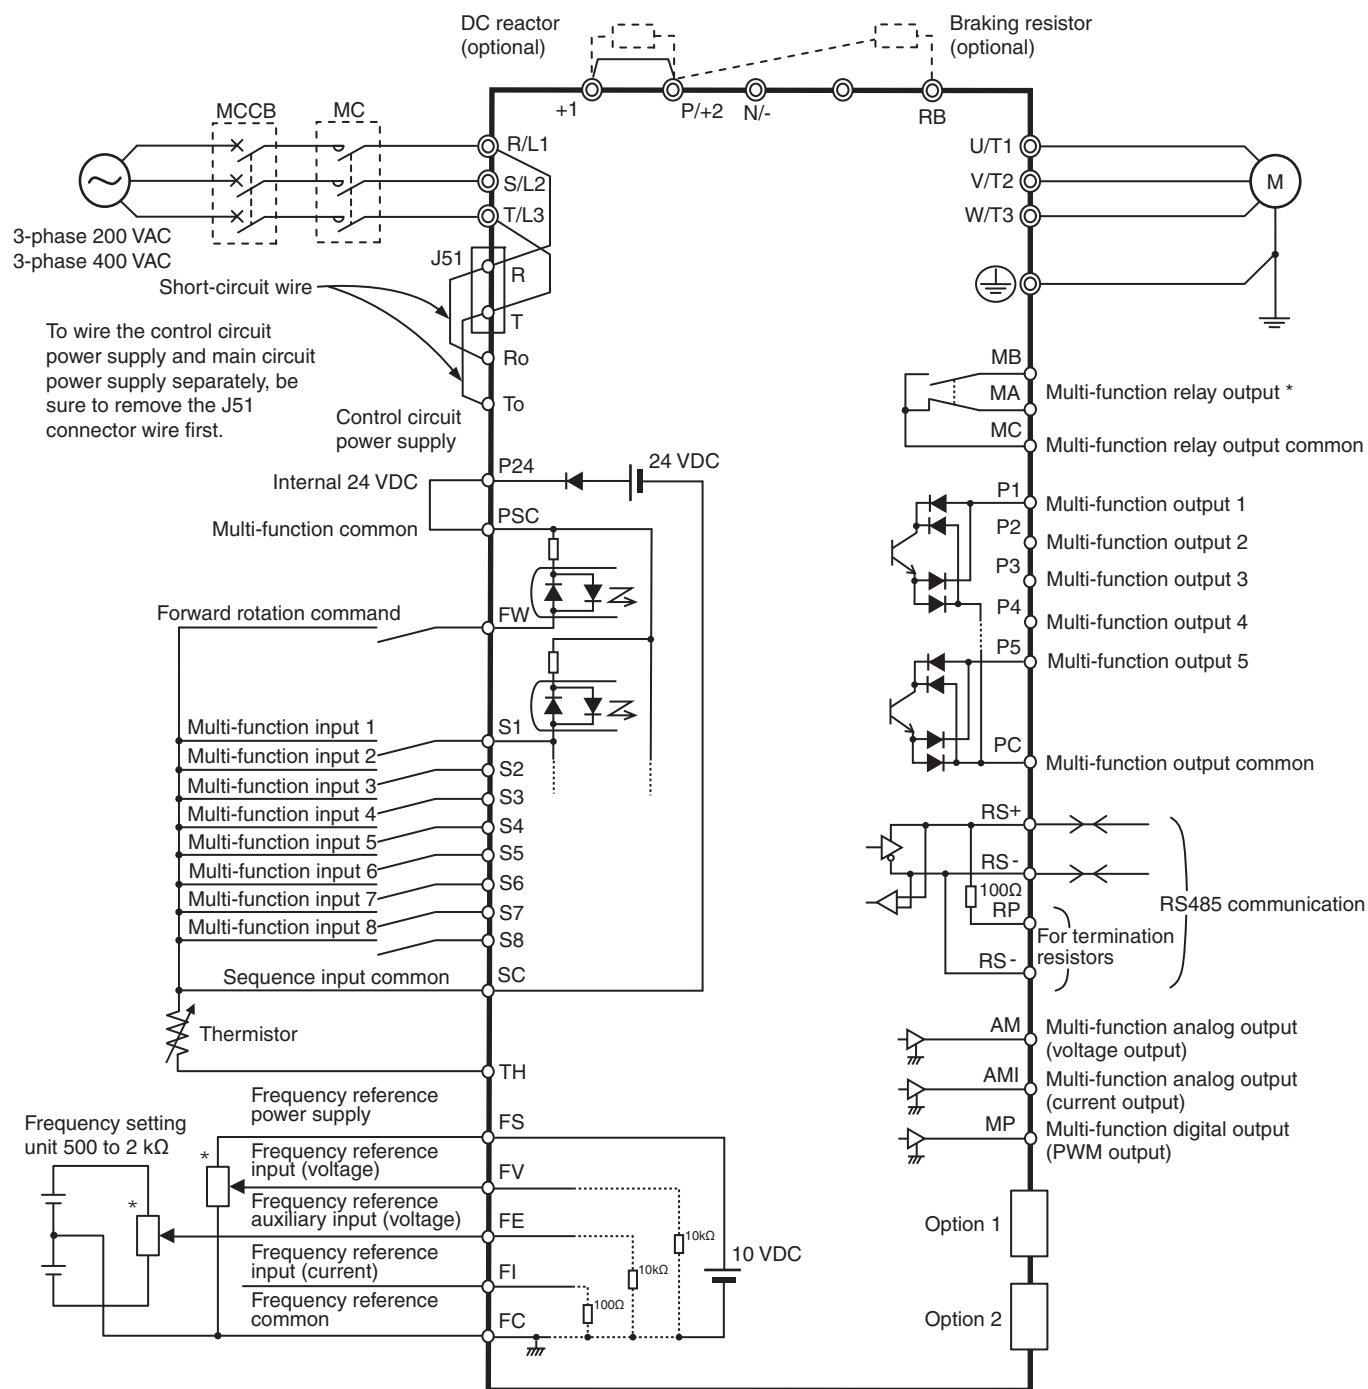 DC reactor
(optional)
Braking resistor
(optional)
+1
P/+2
N/-
RB
MCCB
MC
R/L1
S/L2
T/L3
3-phase 200 VAC
3-phase 400 VAC
U/T1
V/T2
W/T3
M
J51
R
T
Short-circuit wire
To wire the control circuit
power supply and main circuit
power supply separately, be
sure to remove the J51
connector wire first.
Ro
To
Control circuit
power supply
P24
24 VDC
Internal 24 VDC
PSC
Multi-function common
Forward rotation command
FW
Multi-function input 1
S1
Multi-function input 2
S2
Multi-function input 3
S3
Multi-function input 4
S4
Multi-function input 5
S5
Multi-function input 6
S6
Multi-function input 7
S7
Multi-function input 8
S8
Sequence input common
SC
Thermistor
TH
Frequency reference
power supply
FS
Frequency setting
unit 500 to 2 kΩ
*
*
Frequency reference
input (voltage)
FV
Frequency reference
auxiliary input (voltage)
FE
Frequency reference
input (current)
FI
Frequency reference
common
FC
10kΩ
10kΩ
100Ω
10 VDC
MB
MA
Multi-function relay output *
MC
Multi-function relay output common
P1
Multi-function output 1
P2
Multi-function output 2
P3
Multi-function output 3
P4
Multi-function output 4
P5
Multi-function output 5
PC
Multi-function output common
RS+
RS-
100Ω
RP
RS-
For termination
resistors
RS485 communication
AM
Multi-function analog output
(voltage output)
AMI
Multi-function analog output
(current output)
MP
Multi-function digital output
(PWM output)
Option 1
Option 2